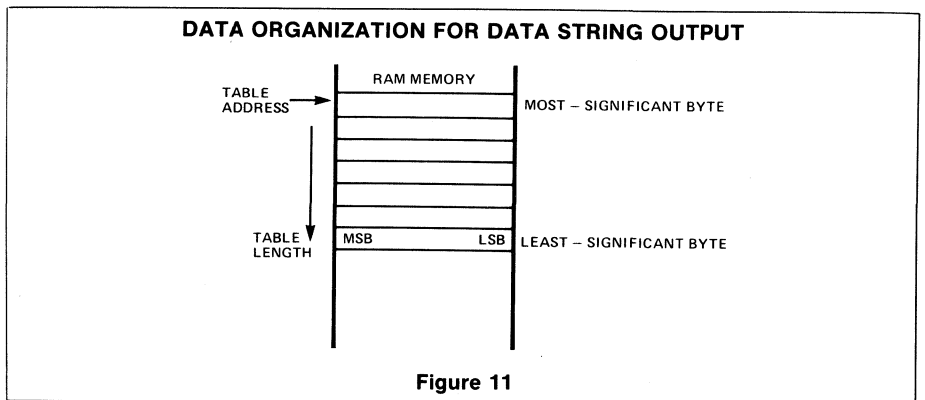 DATA ORGANIZATION FOR DATA STRING OUTPUT
RAM MEMORY
TABLE
ADDRESS
MOST – SIGNIFICANT BYTE
TABLE
LENGTH
MSB
LSB
LEAST – SIGNIFICANT BYTE
Figure 11